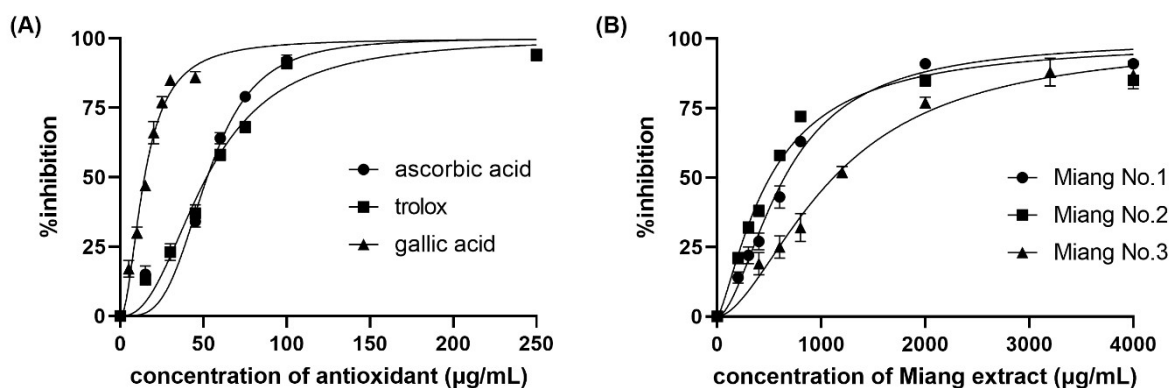 (A)
100
75
50
25
0
%inhibition
0 50 100 150 200 250
concentration of antioxidant (µg/mL)
ascorbic acid
trolox
gallic acid
(B)
100
75
50
25
0
%inhibition
0 1000 2000 3000 4000
concentration of Miang extract (µg/mL)
Miang No.1
Miang No.2
Miang No.3